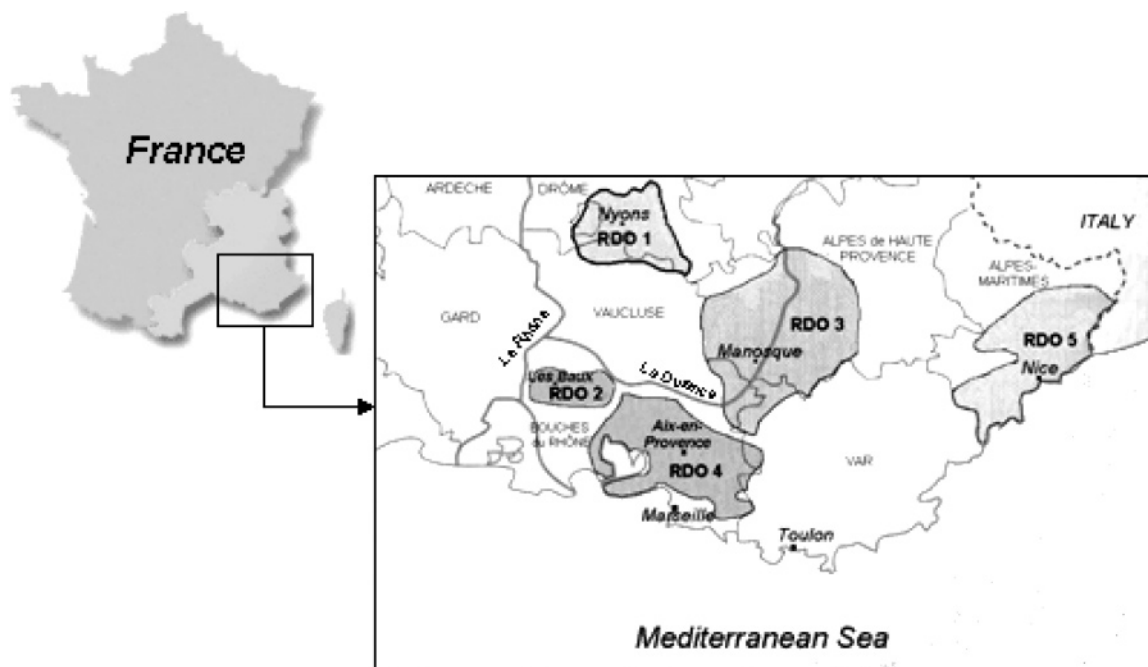 France
ARDECHE
DRÔME
Nyons
RDO 1
ITALY
ALPES de HAUTE
PROVENCE
ALPES-
MARITIMES
GARD
VAUCLUSE
Le Rhône
RDO 3
Manosque
RDO 5
Nice
Les Baux
RDO 2
La Durance
BOUCHES
du RHÔNE
Aix-en-
Provence
RDO 4
VAR
Marseille
Toulon
Mediterranean Sea